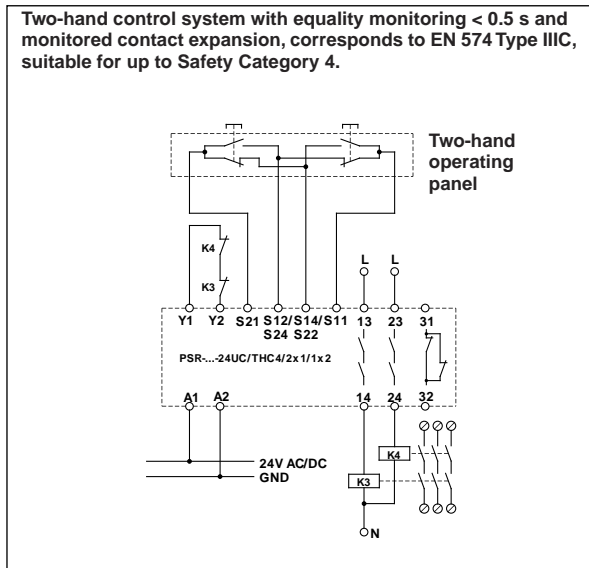 Two-hand control system with equality monitoring < 0.5 s and
monitored contact expansion, corresponds to EN 574 Type IIIC,
suitable for up to Safety Category 4.
Two-hand
operating
panel
K4
K3
L L
Y1 Y2 S21 S12/ S14/ S11 13 23 31
S24 S22
PSR-...-24UC/THC4/2x1/1x2
A1 A2 14 24 32
24V AC/DC
GND
K4
K3
N